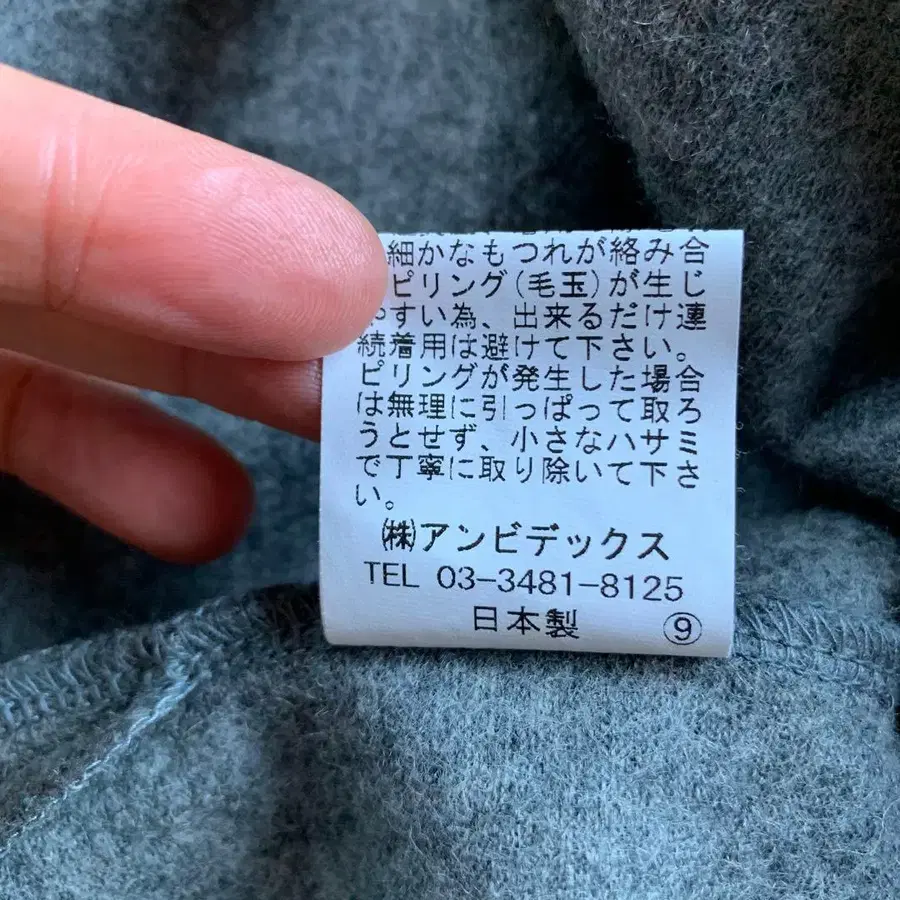 細かなもつれが絡み合
ピリング(毛玉)が生じ
やすい為、出来るだけ連
続着用は避けて下さい。
ピリングが発生した場合
は無理に引っぱって取ろ
うとせず、小さなハサミ
で丁寧に取り除いて下さ
い。
㈱アンビデックス
TEL 03-3481-8125
日本製 ⑨